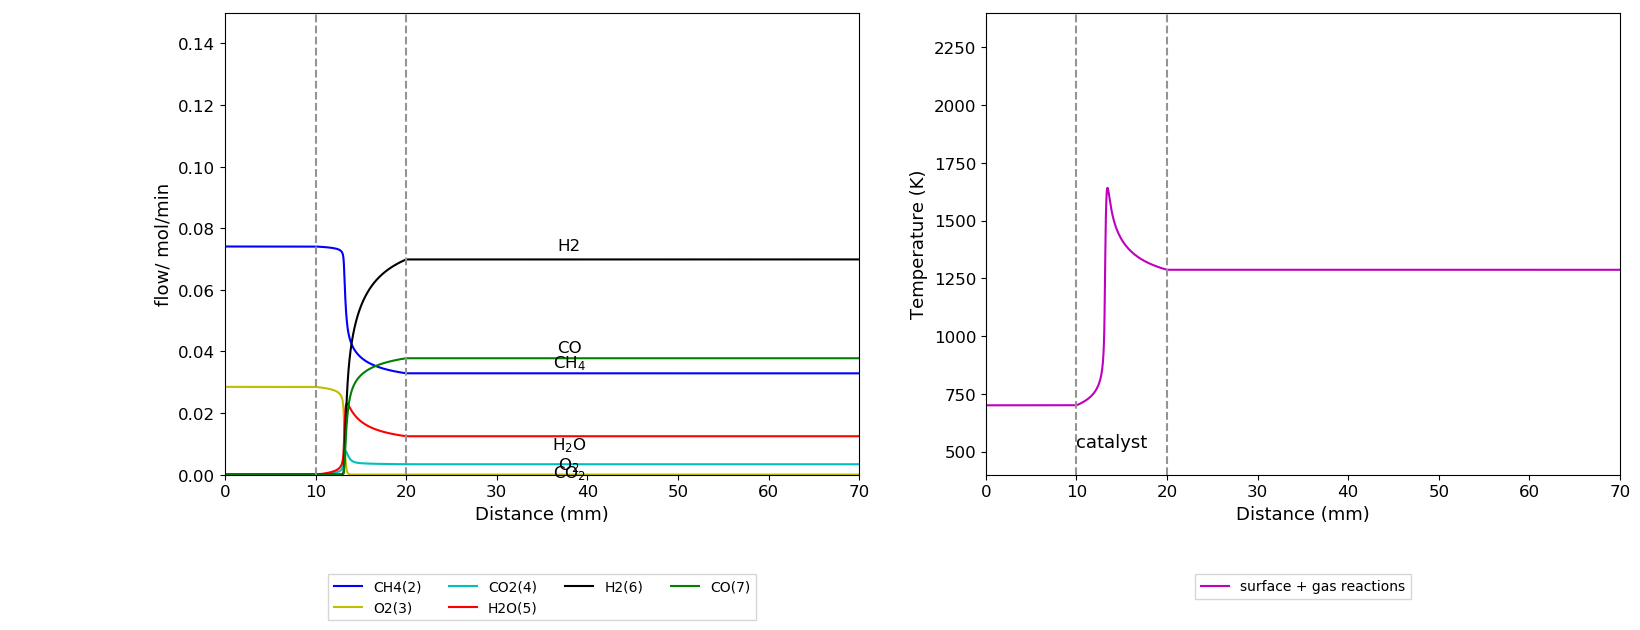 0.14
0.12
0.10
0.08
0.06
0.04
0.02
0.00
flow/ mol/min
H2
CO
CH₄
H₂O
O₂
CO₂
0 10 20 30 40 50 60 70
Distance (mm)
CH4(2) CO2(4) H2(6) CO(7)
O2(3) H2O(5)
2250
2000
1750
1500
1250
1000
750
500
Temperature (K)
catalyst
0 10 20 30 40 50 60 70
Distance (mm)
surface + gas reactions